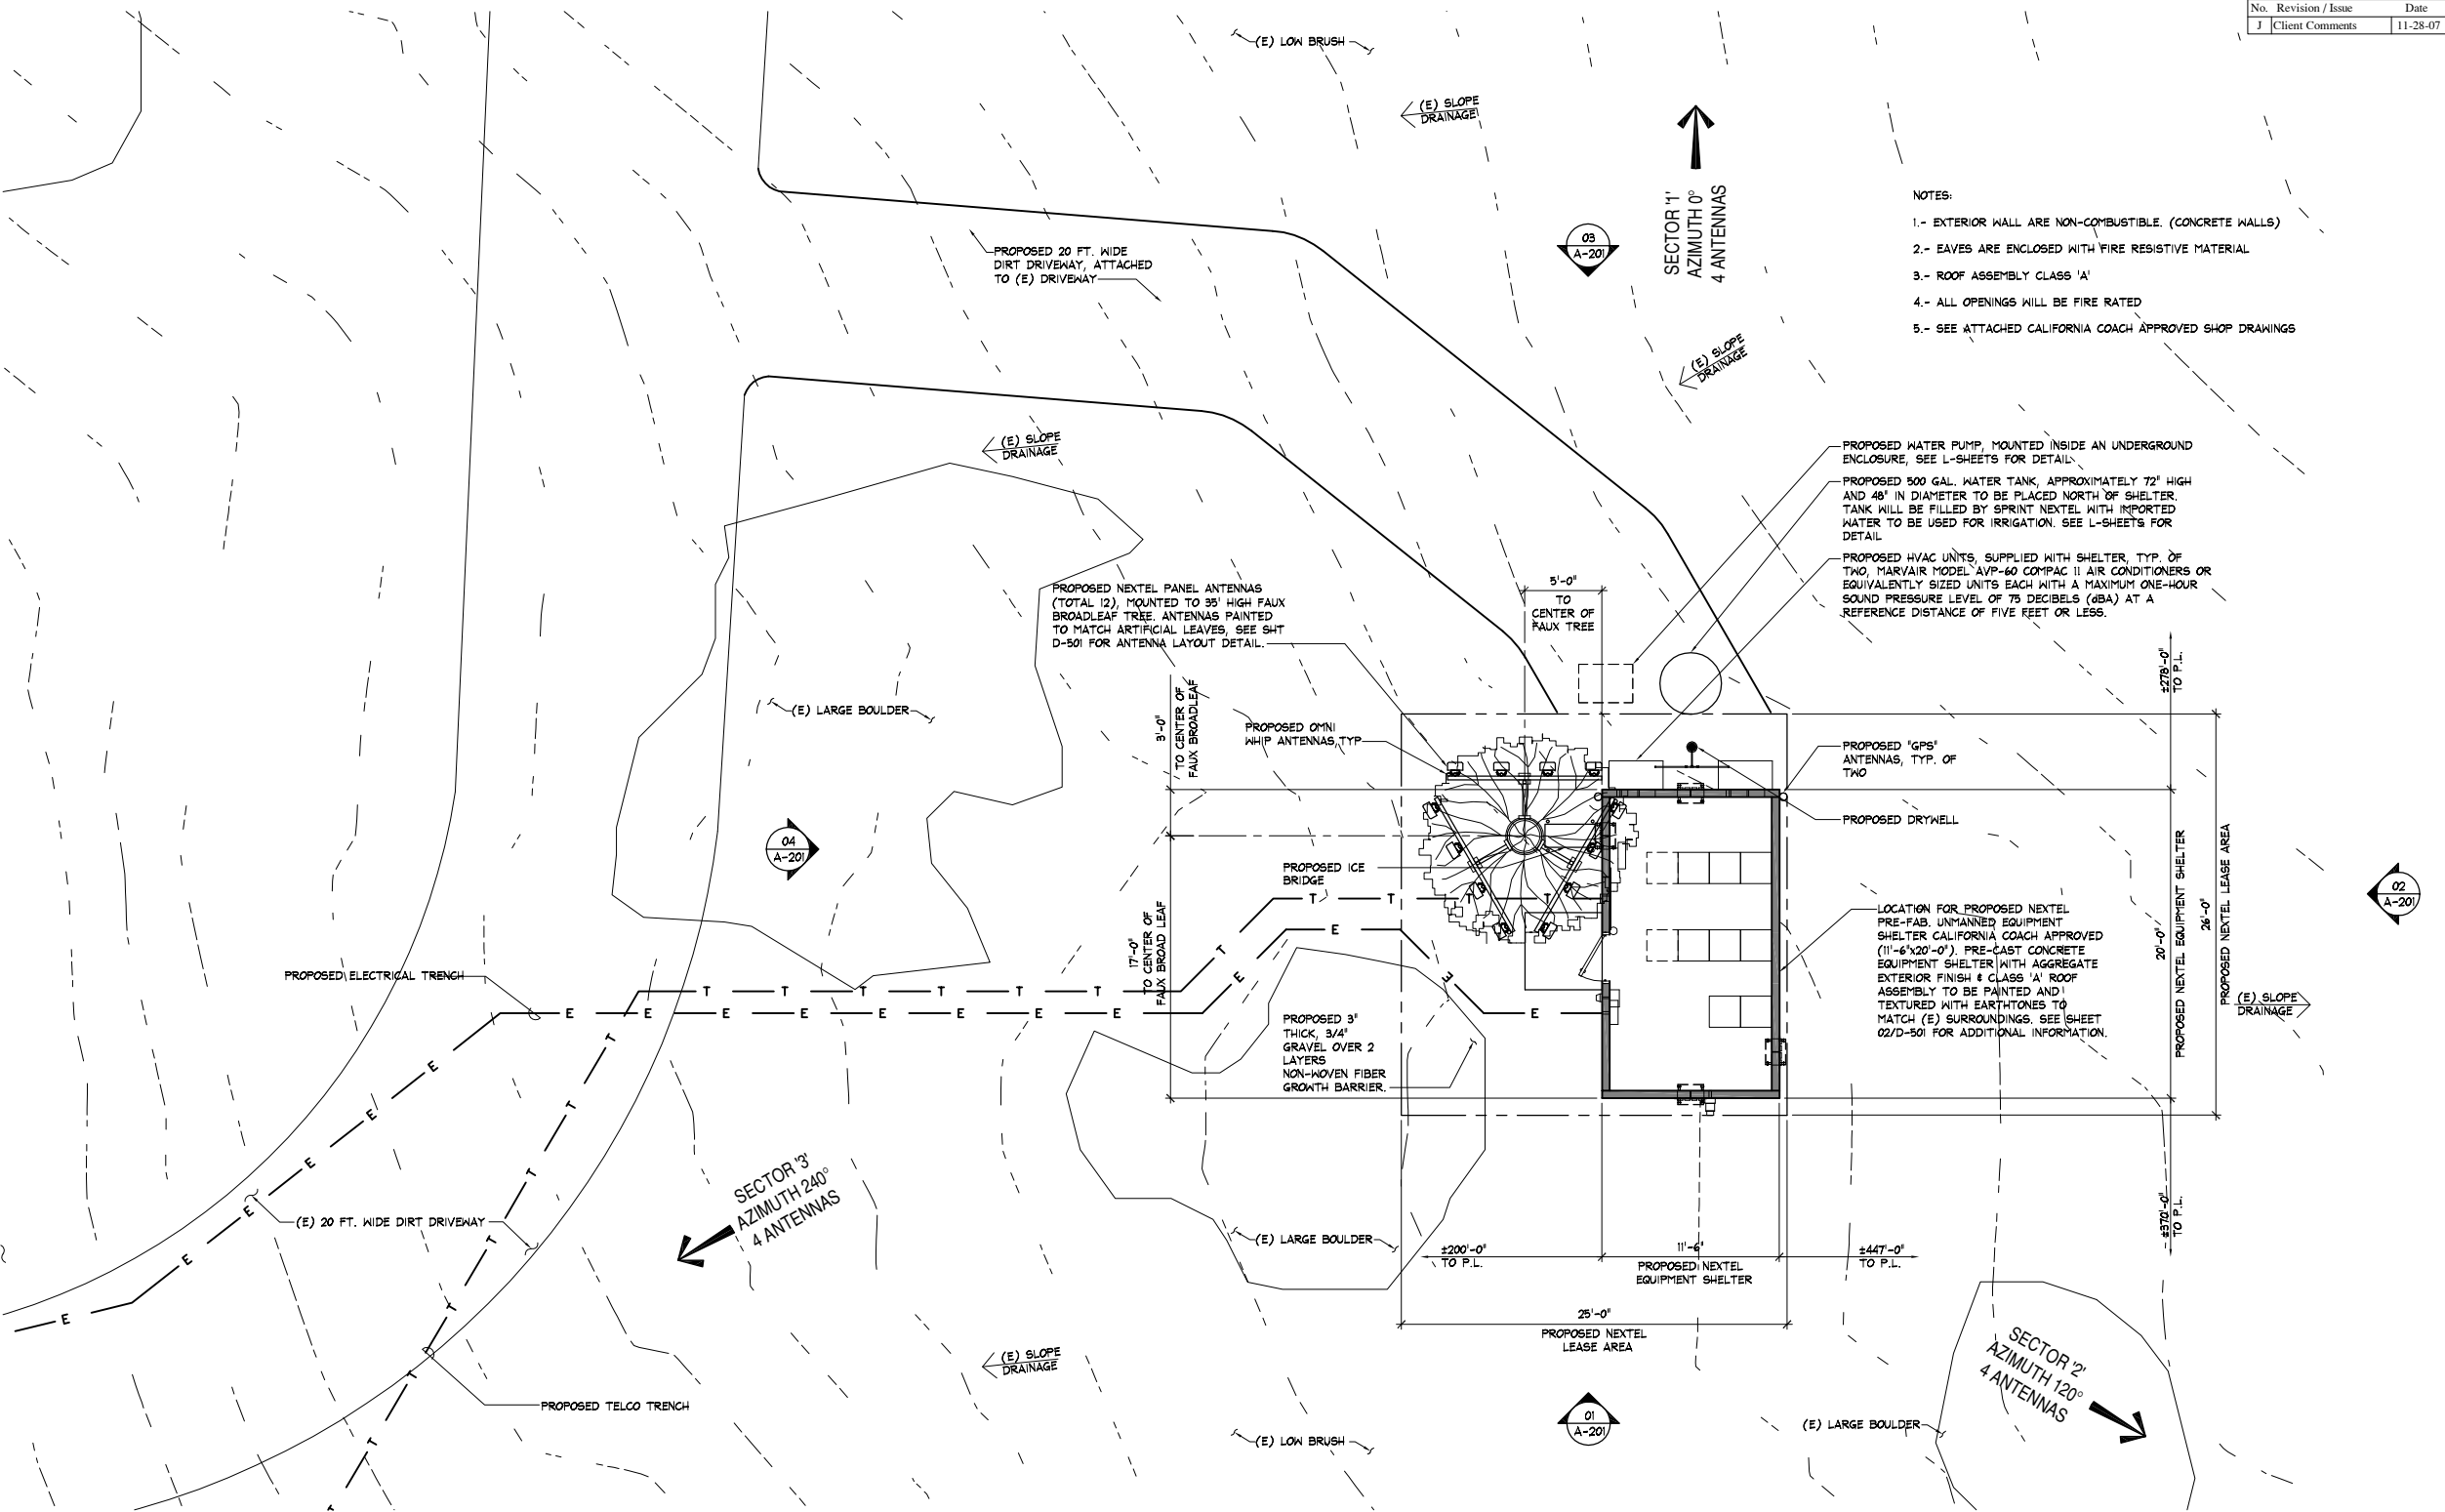 No. Revision / Issue Date
J Client Comments 11-28-07
(E) LOW BRUSH
(E) SLOPE
DRAINAGE
SECTOR '1'
AZIMUTH 0°
4 ANTENNAS
03
A-201
NOTES:
1.- EXTERIOR WALL ARE NON-COMBUSTIBLE. (CONCRETE WALLS)
2.- EAVES ARE ENCLOSED WITH FIRE RESISTIVE MATERIAL
3.- ROOF ASSEMBLY CLASS 'A'
4.- ALL OPENINGS WILL BE FIRE RATED
5.- SEE ATTACHED CALIFORNIA COACH APPROVED SHOP DRAWINGS
PROPOSED 20 FT. WIDE
DIRT DRIVEWAY, ATTACHED
TO (E) DRIVEWAY
(E) SLOPE
DRAINAGE
(E) SLOPE
DRAINAGE
PROPOSED WATER PUMP, MOUNTED INSIDE AN UNDERGROUND
ENCLOSURE, SEE L-SHEETS FOR DETAIL
PROPOSED 500 GAL. WATER TANK, APPROXIMATELY 72" HIGH
AND 48" IN DIAMETER TO BE PLACED NORTH OF SHELTER.
TANK WILL BE FILLED BY SPRINT NEXTEL WITH IMPORTED
WATER TO BE USED FOR IRRIGATION. SEE L-SHEETS FOR
DETAIL
PROPOSED HVAC UNITS, SUPPLIED WITH SHELTER, TYP. OF
TWO, MARVAIR MODEL AVP-60 COMPAC II AIR CONDITIONERS OR
EQUIVALENTLY SIZED UNITS EACH WITH A MAXIMUM ONE-HOUR
SOUND PRESSURE LEVEL OF 75 DECIBELS (dBA) AT A
REFERENCE DISTANCE OF FIVE FEET OR LESS.
PROPOSED NEXTEL PANEL ANTENNAS
(TOTAL 12), MOUNTED TO 35' HIGH FAUX
BROADLEAF TREE. ANTENNAS PAINTED
TO MATCH ARTIFICIAL LEAVES, SEE SHT
D-501 FOR ANTENNA LAYOUT DETAIL.
5'-0"
TO
CENTER OF
FAUX TREE
±278'-0"
TO P.L.
(E) LARGE BOULDER
3'-0"
TO CENTER OF
FAUX BROADLEAF
PROPOSED OMNI
WHIP ANTENNAS,TYP
PROPOSED "GPS"
ANTENNAS, TYP. OF
TWO
PROPOSED DRYWELL
04
A-201
PROPOSED ICE
BRIDGE
02
A-201
20'-0"
PROPOSED NEXTEL EQUIPMENT SHELTER
26'-0"
PROPOSED NEXTEL LEASE AREA
LOCATION FOR PROPOSED NEXTEL
PRE-FAB. UNMANNED EQUIPMENT
SHELTER CALIFORNIA COACH APPROVED
(11'-6"x20'-0"). PRE-CAST CONCRETE
EQUIPMENT SHELTER WITH AGGREGATE
EXTERIOR FINISH & CLASS 'A' ROOF
ASSEMBLY TO BE PAINTED AND
TEXTURED WITH EARTHTONES TO
MATCH (E) SURROUNDINGS. SEE SHEET
02/D-501 FOR ADDITIONAL INFORMATION.
17'-0"
TO CENTER OF
FAUX BROAD LEAF
T T T T
E E
T T T T T T T
E E E E E E E E E E
PROPOSED ELECTRICAL TRENCH
(E) SLOPE
DRAINAGE
PROPOSED 3"
THICK, 3/4"
GRAVEL OVER 2
LAYERS
NON-WOVEN FIBER
GROWTH BARRIER.
E E E E E E
T T T T T T T T
SECTOR '3'
AZIMUTH 240°
4 ANTENNAS
(E) 20 FT. WIDE DIRT DRIVEWAY
(E) LARGE BOULDER
±200'-0"
TO P.L.
11'-6"
PROPOSED NEXTEL
EQUIPMENT SHELTER
±447'-0"
TO P.L.
±370'-0"
TO P.L.
25'-0"
PROPOSED NEXTEL
LEASE AREA
(E) SLOPE
DRAINAGE
SECTOR '2'
AZIMUTH 120°
4 ANTENNAS
PROPOSED TELCO TRENCH
01
A-201
(E) LOW BRUSH
(E) LARGE BOULDER